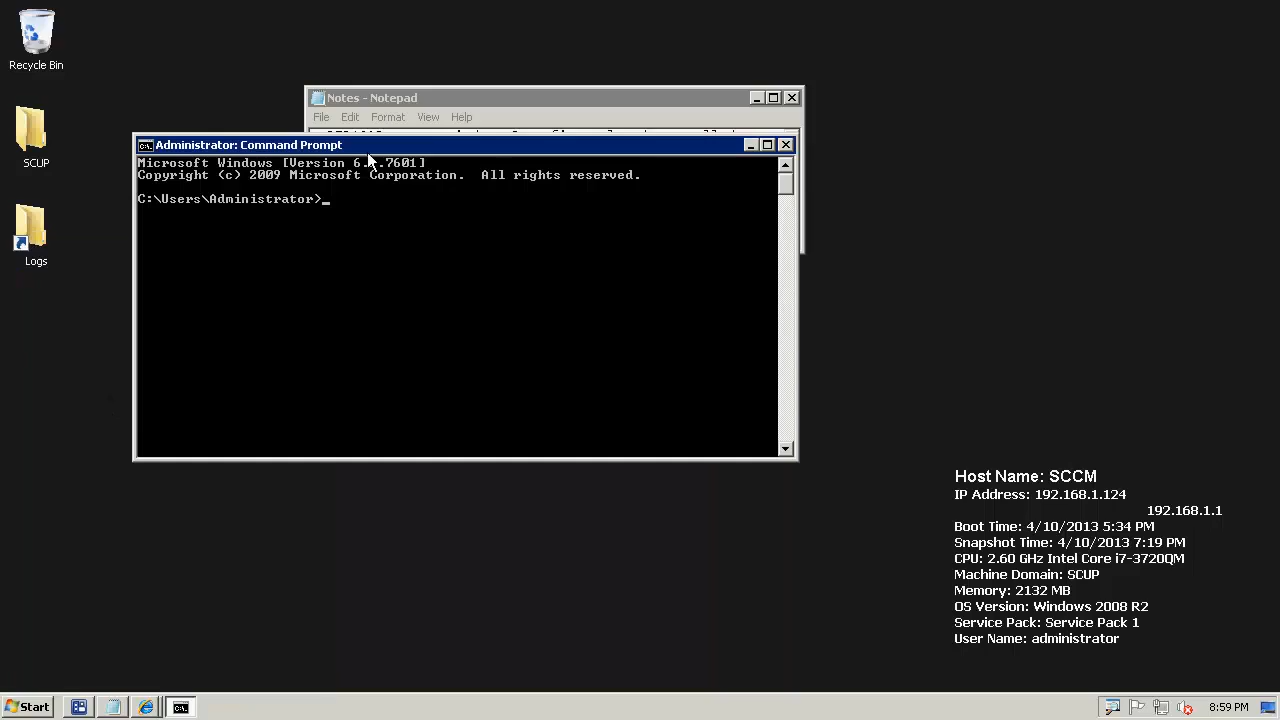 Recycle Bin
SCUP
Logs
Notes - Notepad
File Edit Format View Help
Administrator: Command Prompt
Microsoft Windows [Version 6. .7601]
Copyright (c) 2009 Microsoft Corporation. All rights reserved.
C:\Users\Administrator>_
Host Name: SCCM
IP Address: 192.168.1.124
192.168.1.1
Boot Time: 4/10/2013 5:34 PM
Snapshot Time: 4/10/2013 7:19 PM
CPU: 2.60 GHz Intel Core i7-3720QM
Machine Domain: SCUP
Memory: 2132 MB
OS Version: Windows 2008 R2
Service Pack: Service Pack 1
User Name: administrator
Start
8:59 PM